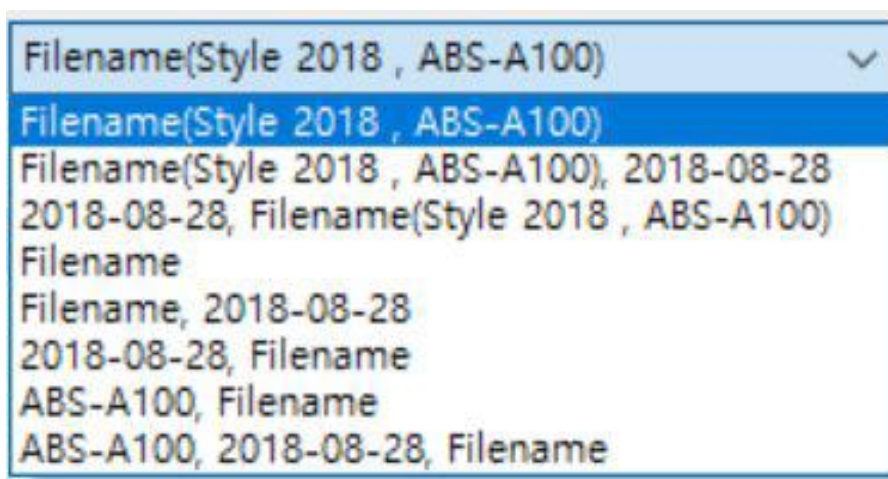 Filename(Style 2018 , ABS-A100)
Filename(Style 2018 , ABS-A100)
Filename(Style 2018 , ABS-A100), 2018-08-28
2018-08-28, Filename(Style 2018 , ABS-A100)
Filename
Filename, 2018-08-28
2018-08-28, Filename
ABS-A100, Filename
ABS-A100, 2018-08-28, Filename